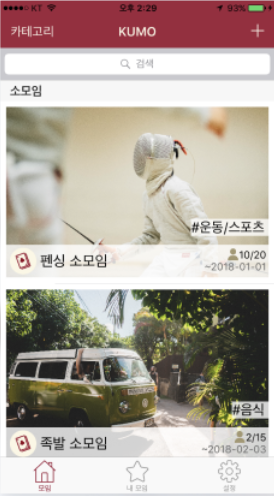 KT 오후 2:29 93%
카테고리 KUMO +
검색
소모임
#운동/스포츠
펜싱 소모임 10/20
~2018-01-01
#음식
족발 소모임 2/15
~2018-02-03
모임 내 모임 설정